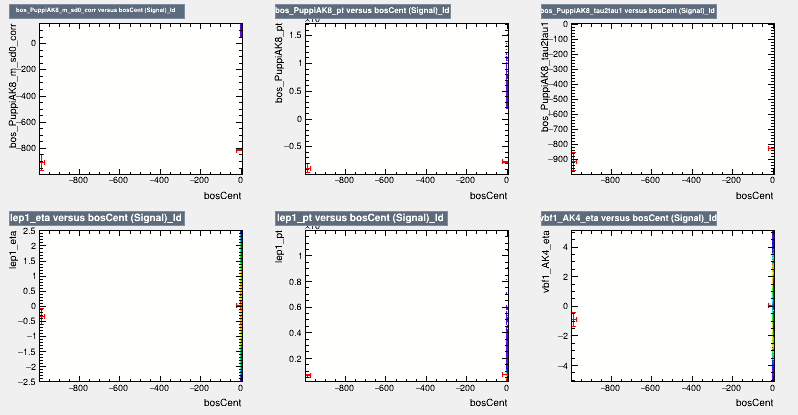 bos_PuppiAK8_m_sd0_corr versus bosCent (Signal)_Id
bos_PuppiAK8_m_sd0_corr
0
−200
−400
−600
−800
−800 −600 −400 −200 0
bosCent
bos_PuppiAK8_pt versus bosCent (Signal)_Id
bos_PuppiAK8_pt
1.5
1
0.5
0
−0.5
−800 −600 −400 −200 0
bosCent
bos_PuppiAK8_tau2tau1 versus bosCent (Signal)_Id
bos_PuppiAK8_tau2tau1
0
−100
−200
−300
−400
−500
−600
−700
−800
−900
−800 −600 −400 −200 0
bosCent
lep1_eta versus bosCent (Signal)_Id
lep1_eta
2.5
2
1.5
1
0.5
0
−0.5
−1
−1.5
−2
−2.5
−800 −600 −400 −200 0
bosCent
lep1_pt versus bosCent (Signal)_Id
lep1_pt
1
0.8
0.6
0.4
0.2
−800 −600 −400 −200 0
bosCent
vbf1_AK4_eta versus bosCent (Signal)_Id
vbf1_AK4_eta
4
2
0
−2
−4
−800 −600 −400 −200 0
bosCent